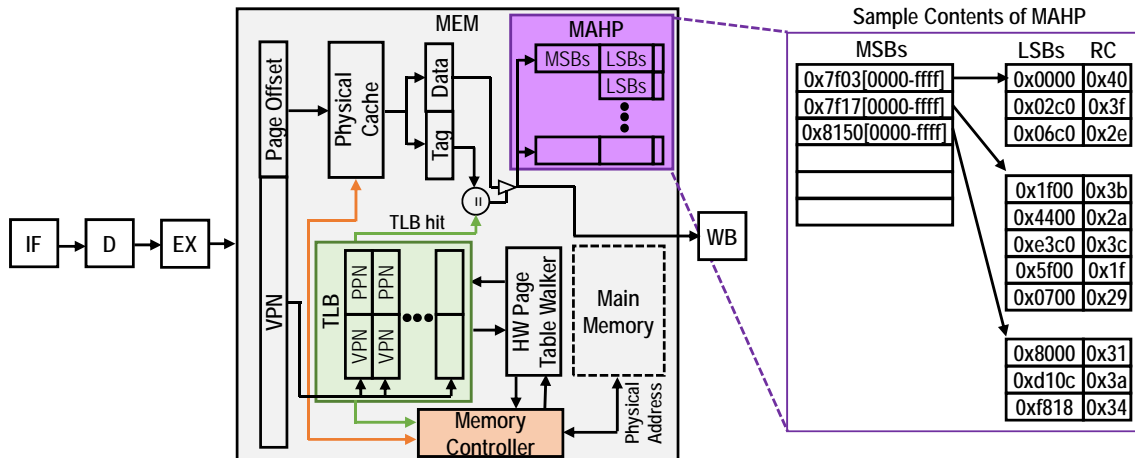 MEM
Page Offset
VPN
Physical
Cache
Data
Tag
=
MAHP
MSBs
LSBs
LSBs
IF
D
EX
WB
TLB hit
TLB
PPN
PPN
VPN
VPN
HW Page
Table Walker
Main
Memory
Memory
Controller
Physical
Address
Sample Contents of MAHP
MSBs
LSBs RC
0x7f03[0000-ffff]
0x7f17[0000-ffff]
0x8150[0000-ffff]
0x0000 0x40
0x02c0 0x3f
0x06c0 0x2e
0x1f00 0x3b
0x4400 0x2a
0xe3c0 0x3c
0x5f00 0x1f
0x0700 0x29
0x8000 0x31
0xd10c 0x3a
0xf818 0x34